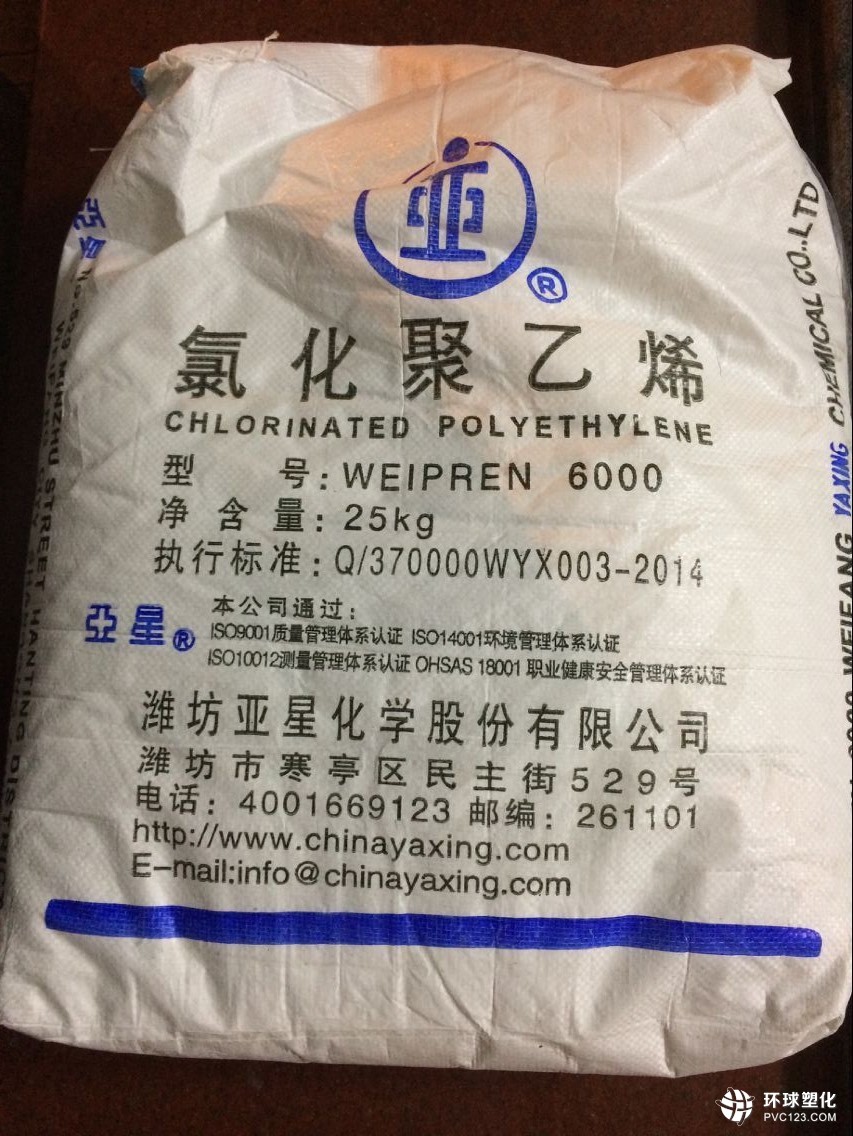 亚
®
氯化聚乙烯
CHLORINATED POLYETHYLENE
型 号:WEIPREN 6000
净含量:25kg
执行标准:Q/370000WYX003-2014
亞星®
本公司通过:
ISO9001质量管理体系认证 ISO14001环境管理体系认证
ISO10012测量管理体系认证 OHSAS 18001 职业健康安全管理体系认证
潍坊亚星化学股份有限公司
潍坊市寒亭区民主街529号
电话:4001669123 邮编:261101
http://www.chinayaxing.com
E-mail:info@chinayaxing.com
亞星
MINZHU STREET HANTING DISTRICT
WEIFANG YAXING CHEMICAL CO.,LTD
环球塑化
PVC123.COM